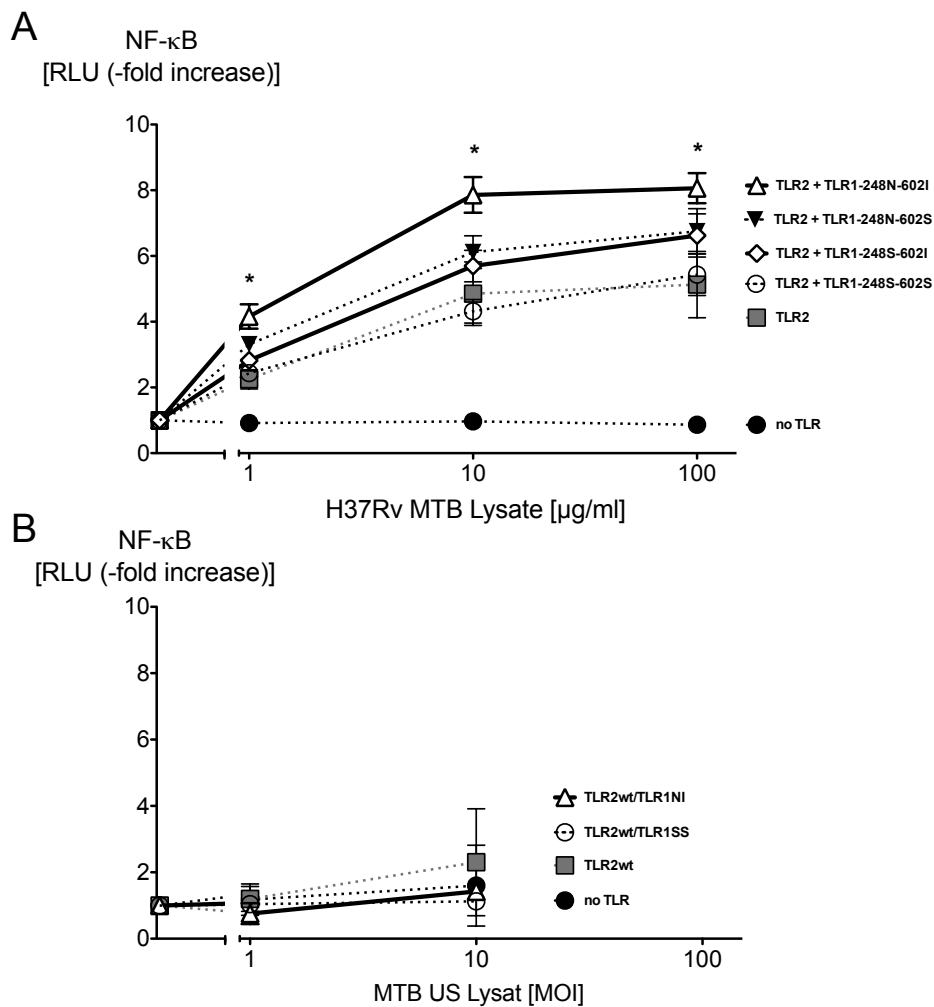 A
NF-κB
[RLU (-fold increase)]
10
8
6
4
2
0
* * *
1 10 100
H37Rv MTB Lysate [µg/ml]
TLR2 + TLR1-248N-602I
TLR2 + TLR1-248N-602S
TLR2 + TLR1-248S-602I
TLR2 + TLR1-248S-602S
TLR2
no TLR
B
NF-κB
[RLU (-fold increase)]
10
8
6
4
2
0
1 10 100
MTB US Lysat [MOI]
TLR2wt/TLR1NI
TLR2wt/TLR1SS
TLR2wt
no TLR